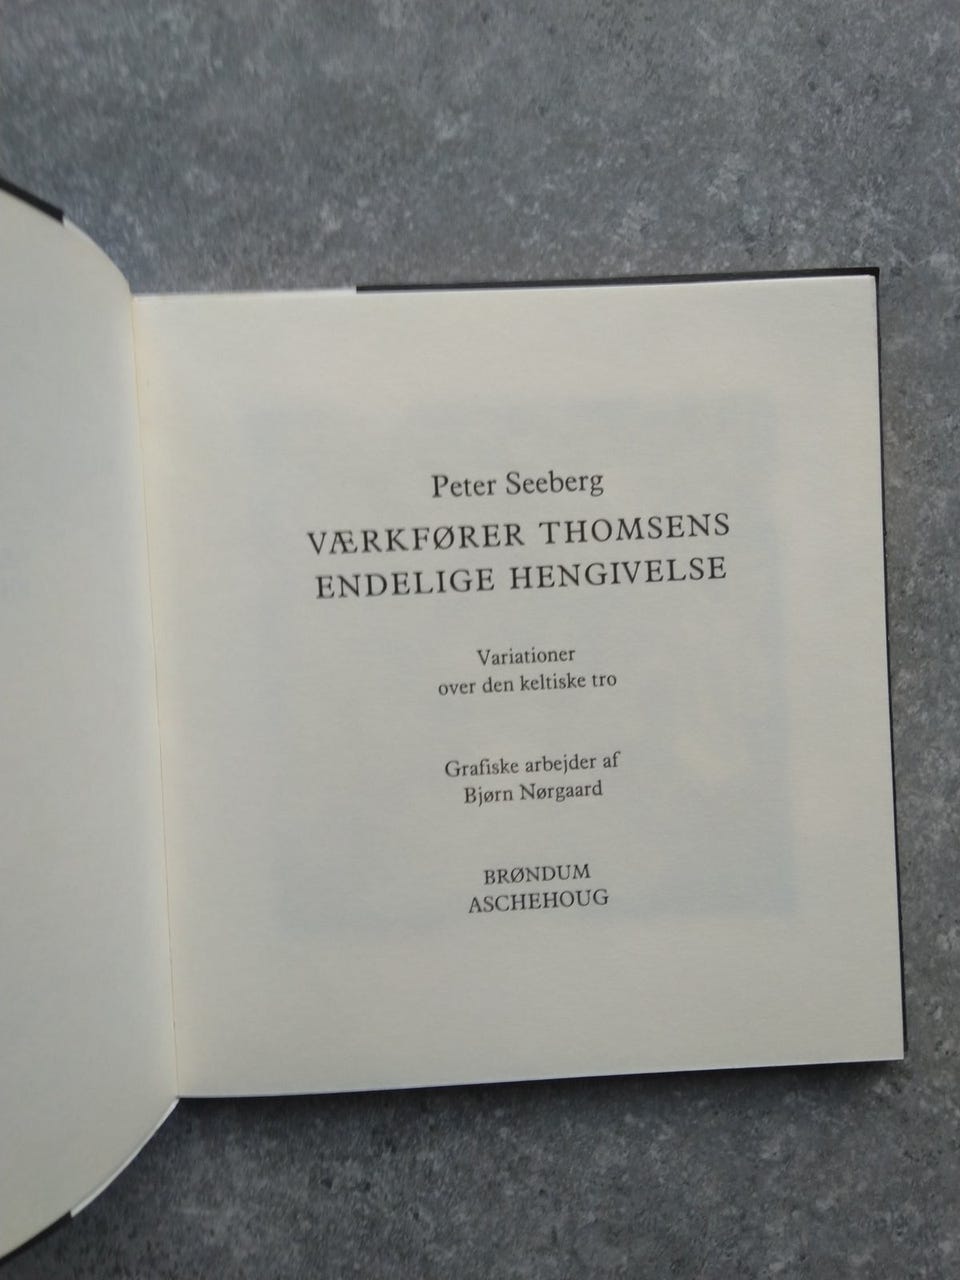 Peter Seeberg
VÆRKFØRER THOMSENS
ENDELIGE HENGIVELSE
Variationer
over den keltiske tro
Grafiske arbejder af
Bjørn Nørgaard
BRØNDUM
ASCHEHOUG